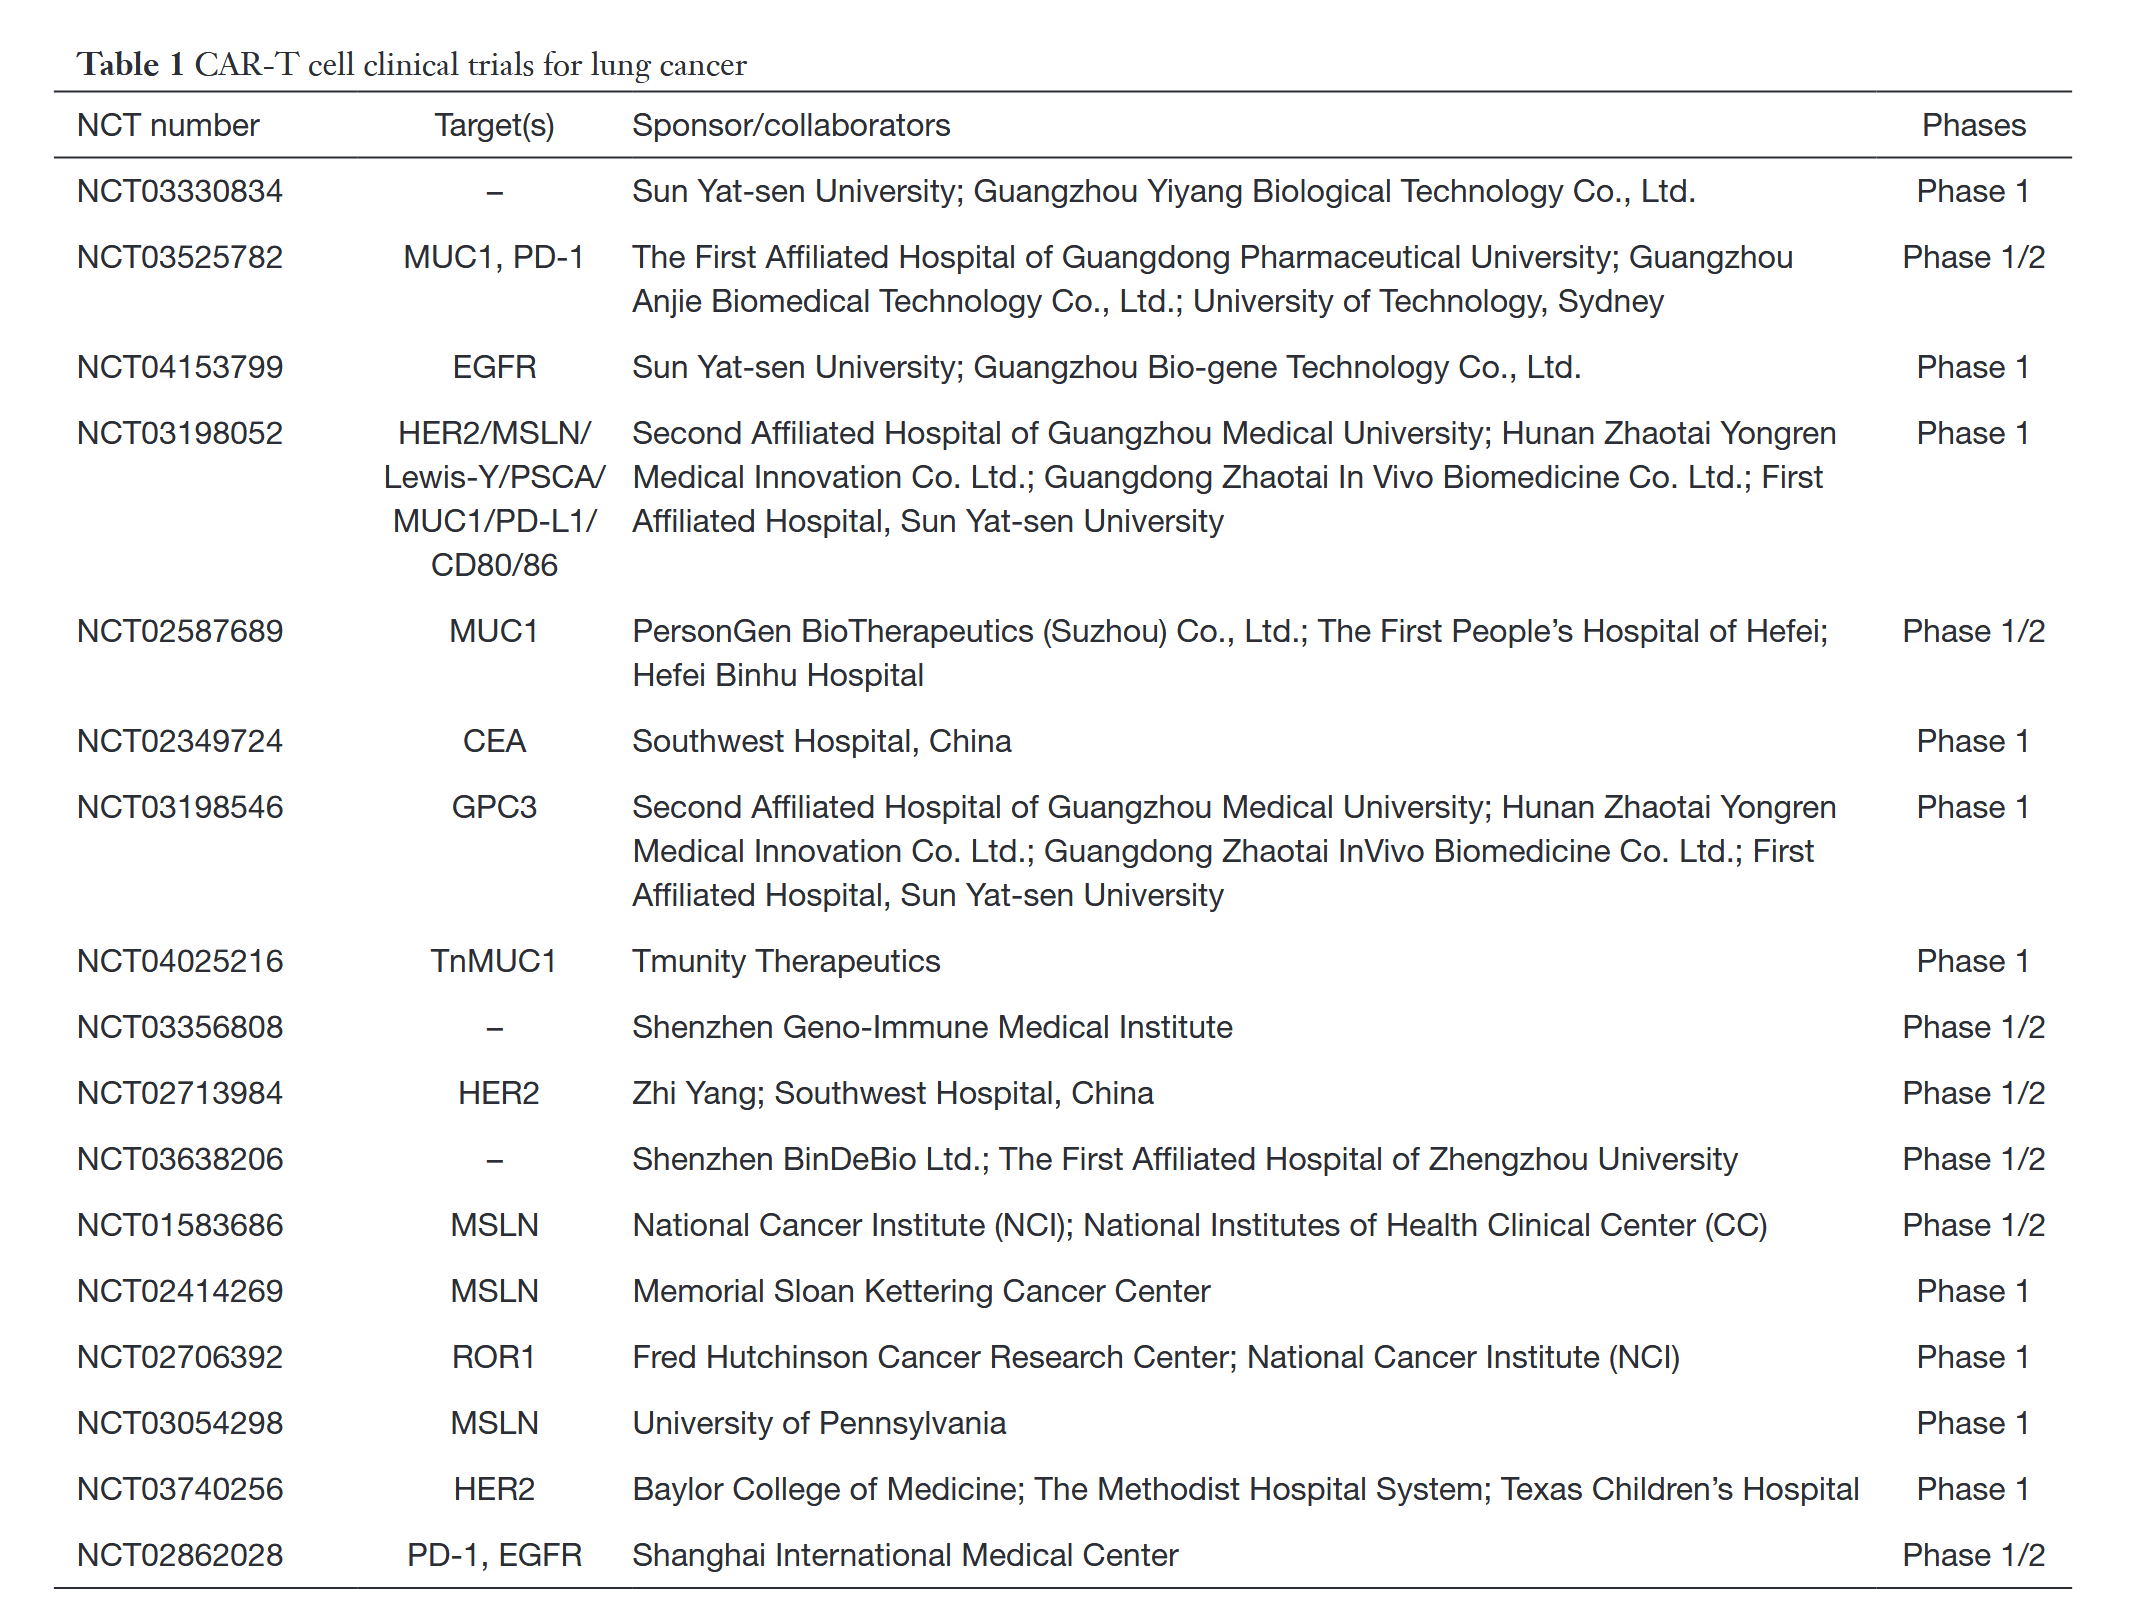 Table 1 CAR-T cell clinical trials for lung cancer
NCT number Target(s) Sponsor/collaborators Phases
NCT03330834 – Sun Yat-sen University; Guangzhou Yiyang Biological Technology Co., Ltd. Phase 1
NCT03525782 MUC1, PD-1 The First Affiliated Hospital of Guangdong Pharmaceutical University; Guangzhou Phase 1/2
Anjie Biomedical Technology Co., Ltd.; University of Technology, Sydney
NCT04153799 EGFR Sun Yat-sen University; Guangzhou Bio-gene Technology Co., Ltd. Phase 1
NCT03198052 HER2/MSLN/ Second Affiliated Hospital of Guangzhou Medical University; Hunan Zhaotai Yongren Phase 1
Lewis-Y/PSCA/ Medical Innovation Co. Ltd.; Guangdong Zhaotai In Vivo Biomedicine Co. Ltd.; First
MUC1/PD-L1/ Affiliated Hospital, Sun Yat-sen University
CD80/86
NCT02587689 MUC1 PersonGen BioTherapeutics (Suzhou) Co., Ltd.; The First People’s Hospital of Hefei; Phase 1/2
Hefei Binhu Hospital
NCT02349724 CEA Southwest Hospital, China Phase 1
NCT03198546 GPC3 Second Affiliated Hospital of Guangzhou Medical University; Hunan Zhaotai Yongren Phase 1
Medical Innovation Co. Ltd.; Guangdong Zhaotai InVivo Biomedicine Co. Ltd.; First
Affiliated Hospital, Sun Yat-sen University
NCT04025216 TnMUC1 Tmunity Therapeutics Phase 1
NCT03356808 – Shenzhen Geno-Immune Medical Institute Phase 1/2
NCT02713984 HER2 Zhi Yang; Southwest Hospital, China Phase 1/2
NCT03638206 – Shenzhen BinDeBio Ltd.; The First Affiliated Hospital of Zhengzhou University Phase 1/2
NCT01583686 MSLN National Cancer Institute (NCI); National Institutes of Health Clinical Center (CC) Phase 1/2
NCT02414269 MSLN Memorial Sloan Kettering Cancer Center Phase 1
NCT02706392 ROR1 Fred Hutchinson Cancer Research Center; National Cancer Institute (NCI) Phase 1
NCT03054298 MSLN University of Pennsylvania Phase 1
NCT03740256 HER2 Baylor College of Medicine; The Methodist Hospital System; Texas Children’s Hospital Phase 1
NCT02862028 PD-1, EGFR Shanghai International Medical Center Phase 1/2